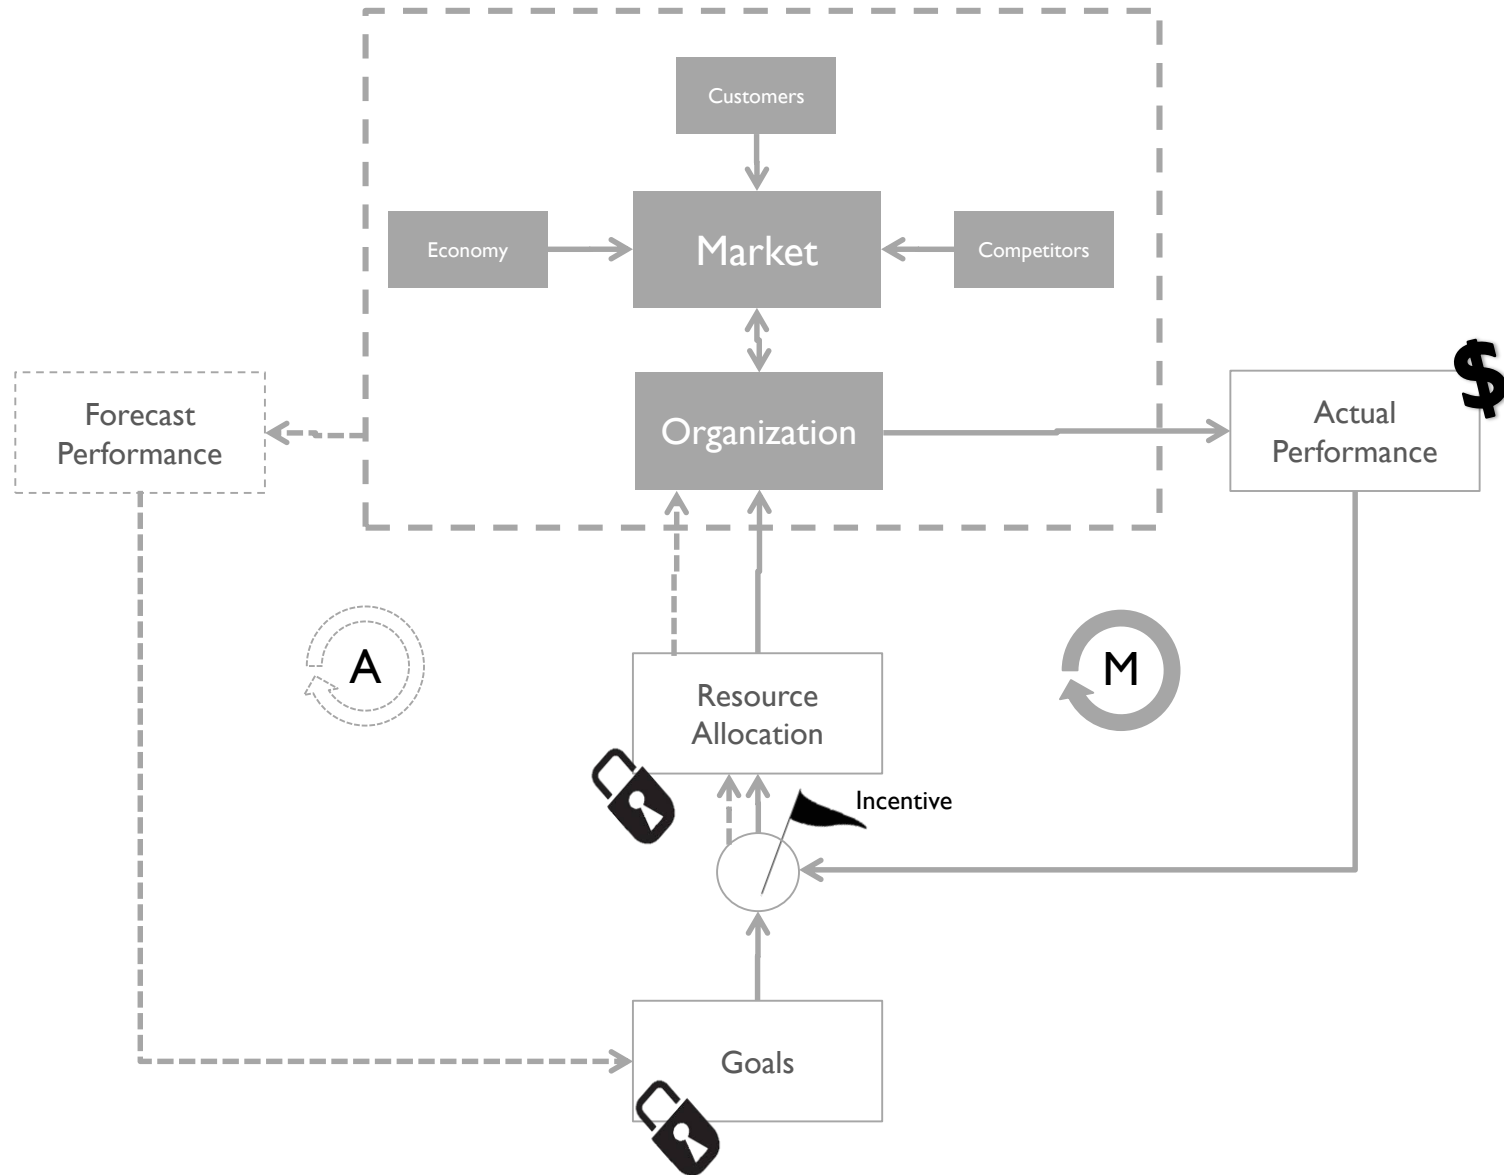 Customers
Economy
Market
Competitors
Forecast
Performance
Organization
$
Actual
Performance
A
M
Resource
Allocation
Incentive
Goals